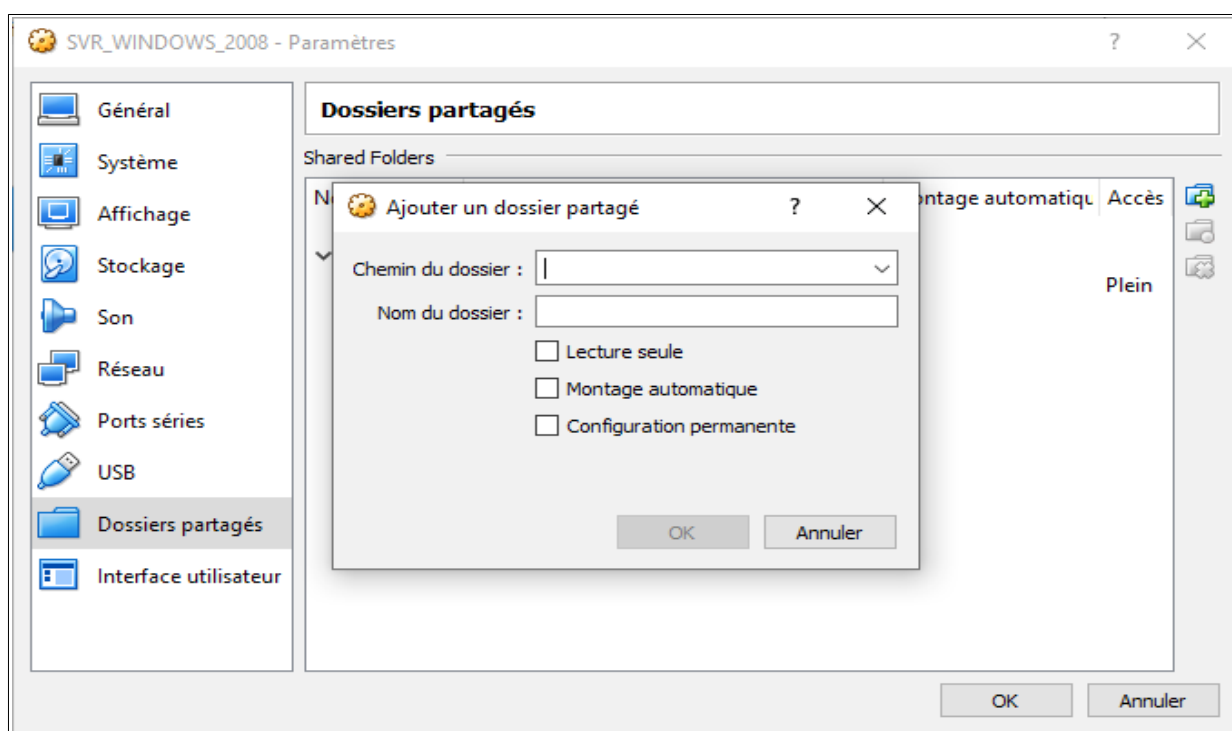 SVR_WINDOWS_2008 - Paramètres
Général
Système
Affichage
Stockage
Son
Réseau
Ports séries
USB
Dossiers partagés
Interface utilisateur
Dossiers partagés
Shared Folders
Accès
Plein
Ajouter un dossier partagé
Chemin du dossier :
Nom du dossier :
Lecture seule
Montage automatique
Configuration permanente
OK
Annuler
OK
Annuler